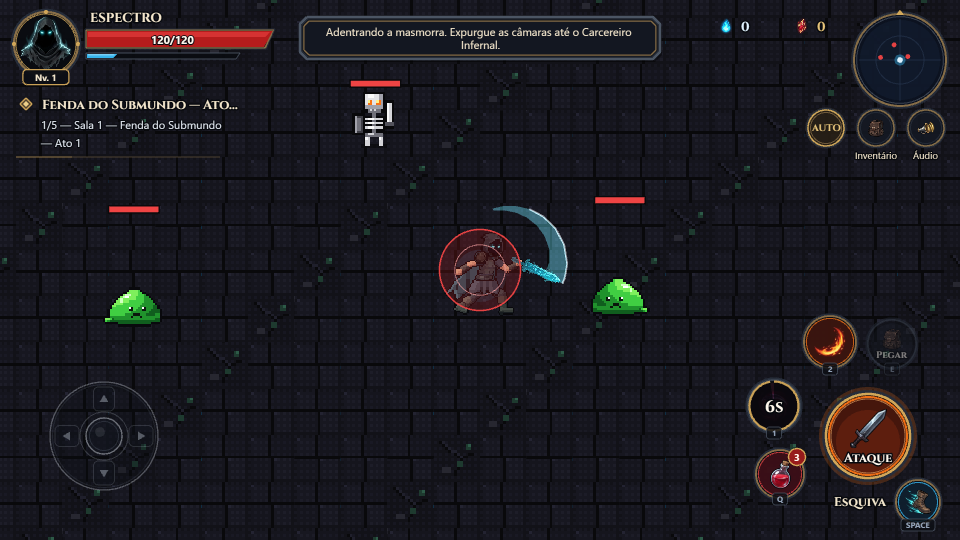 ESPECTRO
120/120
Nv. 1
Adentrando a masmorra. Expurgue as câmaras até o Carcereiro
Infernal.
0
0
FENDA DO SUBMUNDO — ATO...
1/5 — Sala 1 — Fenda do Submundo
— Ato 1
AUTO
Inventário
Áudio
2
PEGAR
E
6S
1
ATAQUE
3
Q
ESQUIVA
SPACE